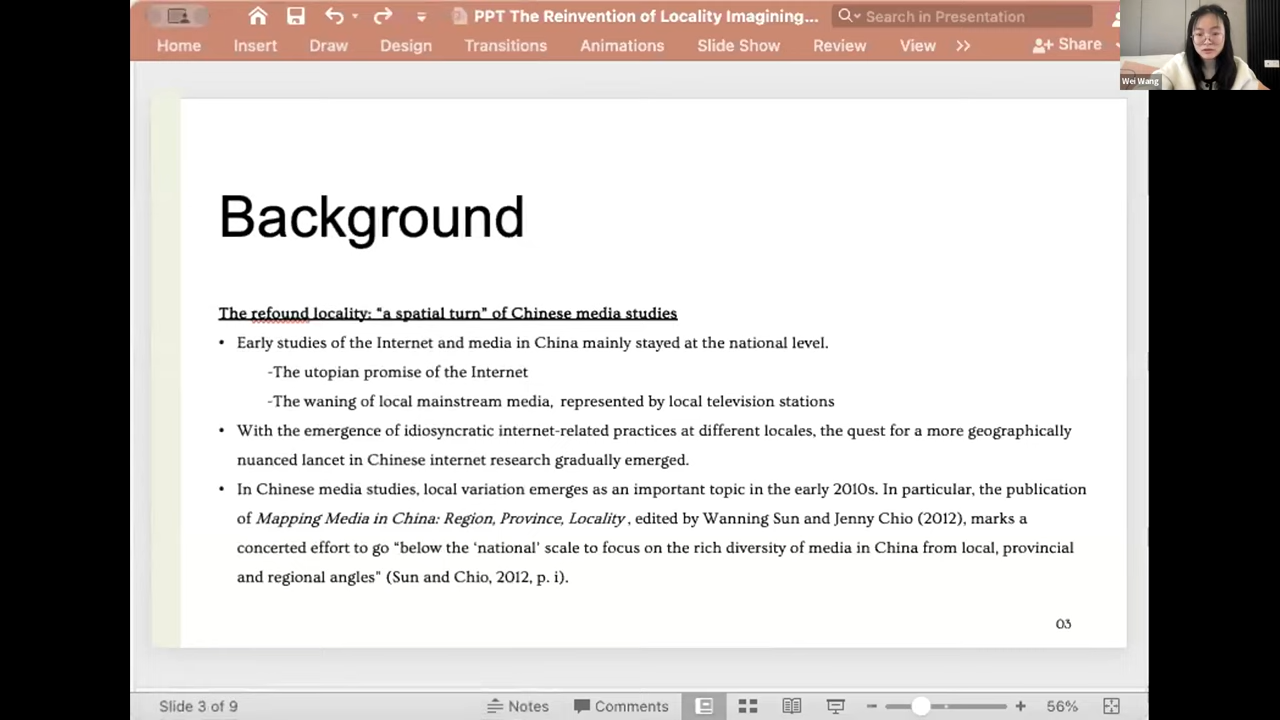 PPT The Reinvention of Locality Imagining...
Search in Presentation
Home Insert Draw Design Transitions Animations Slide Show Review View Share
Wei Wang
Background
The refound locality: "a spatial turn" of Chinese media studies
• Early studies of the Internet and media in China mainly stayed at the national level.
-The utopian promise of the Internet
-The waning of local mainstream media, represented by local television stations
• With the emergence of idiosyncratic internet-related practices at different locales, the quest for a more geographically
nuanced lancet in Chinese internet research gradually emerged.
• In Chinese media studies, local variation emerges as an important topic in the early 2010s. In particular, the publication
of Mapping Media in China: Region, Province, Locality, edited by Wanning Sun and Jenny Chio (2012), marks a
concerted effort to go "below the 'national' scale to focus on the rich diversity of media in China from local, provincial
and regional angles" (Sun and Chio, 2012, p. i).
03
Slide 3 of 9 Notes Comments 56%